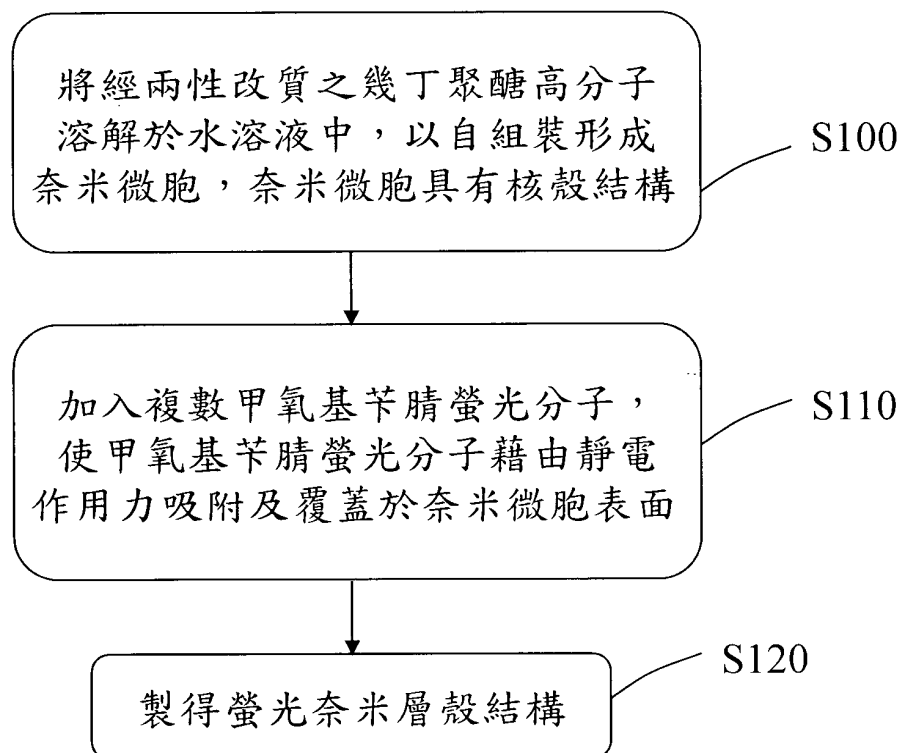 將經兩性改質之幾丁聚醣高分子
溶解於水溶液中，以自組裝形成
奈米微胞，奈米微胞具有核殼結構
S100
加入複數甲氧基苄腈螢光分子，
使甲氧基苄腈螢光分子藉由靜電
作用力吸附及覆蓋於奈米微胞表面
S110
製得螢光奈米層殼結構
S120